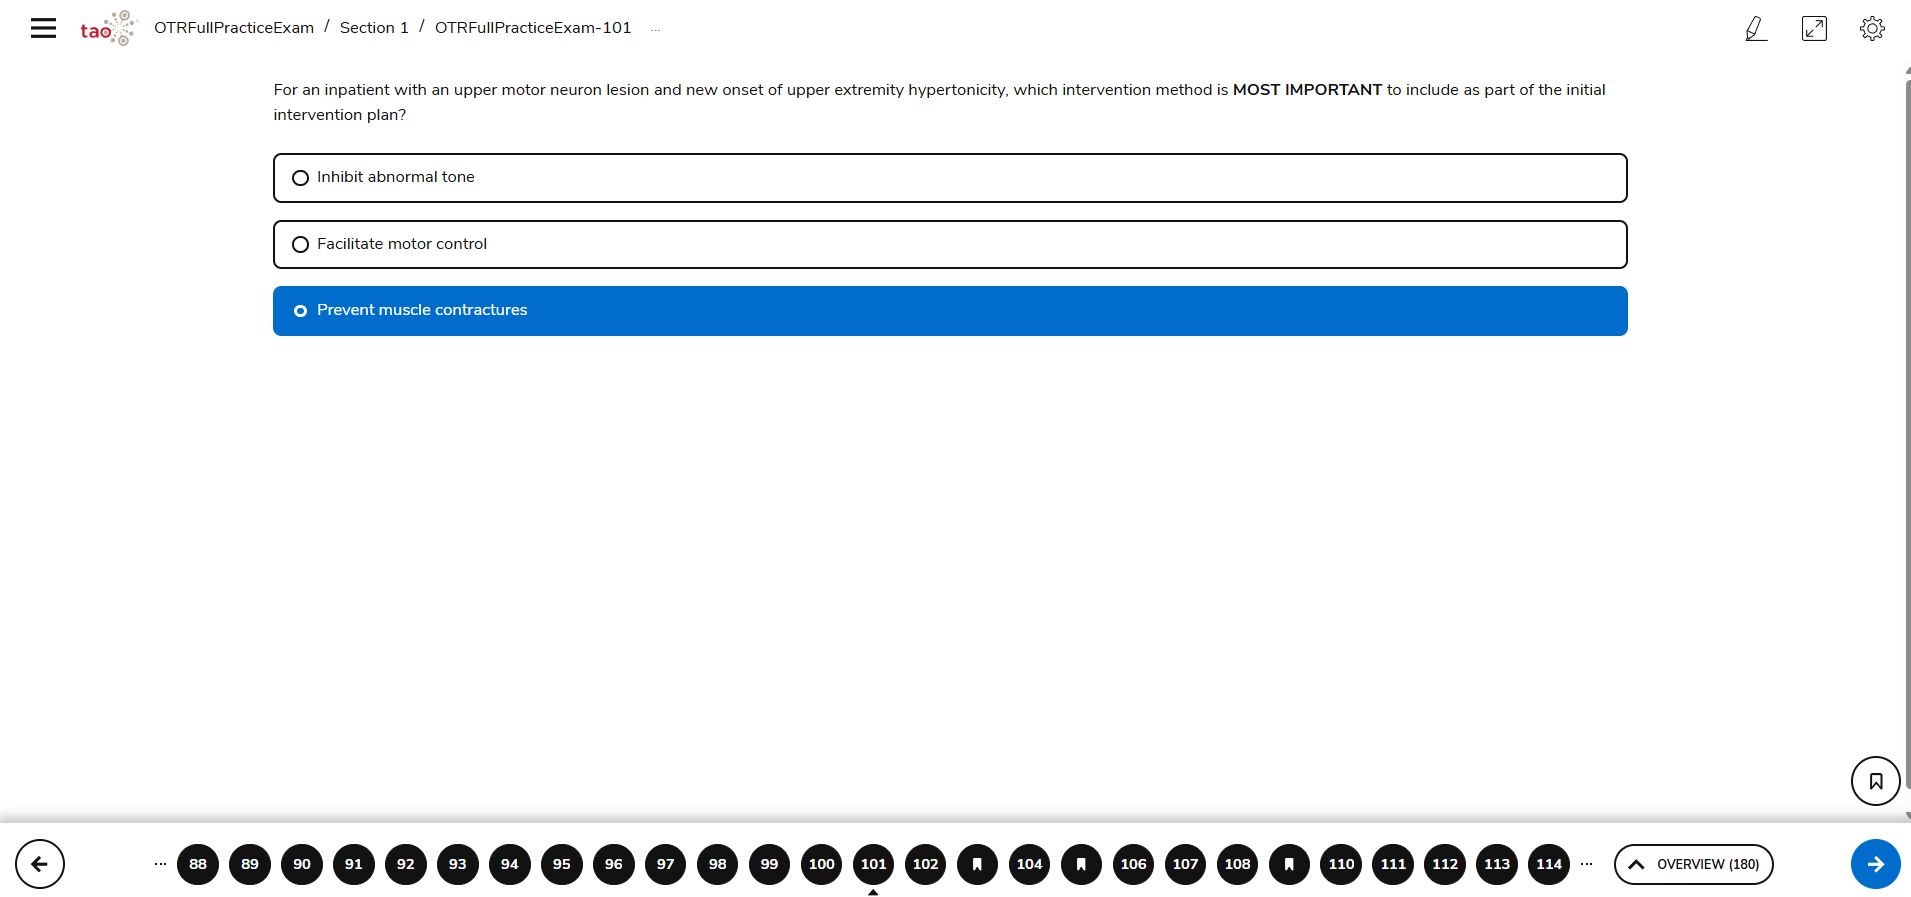 tao
OTRFullPracticeExam / Section 1 / OTRFullPracticeExam-101 ...
For an inpatient with an upper motor neuron lesion and new onset of upper extremity hypertonicity, which intervention method is MOST IMPORTANT to include as part of the initial
intervention plan?
Inhibit abnormal tone
Facilitate motor control
Prevent muscle contractures
... 88 89 90 91 92 93 94 95 96 97 98 99 100 101 102 104 106 107 108 110 111 112 113 114 ... OVERVIEW (180)